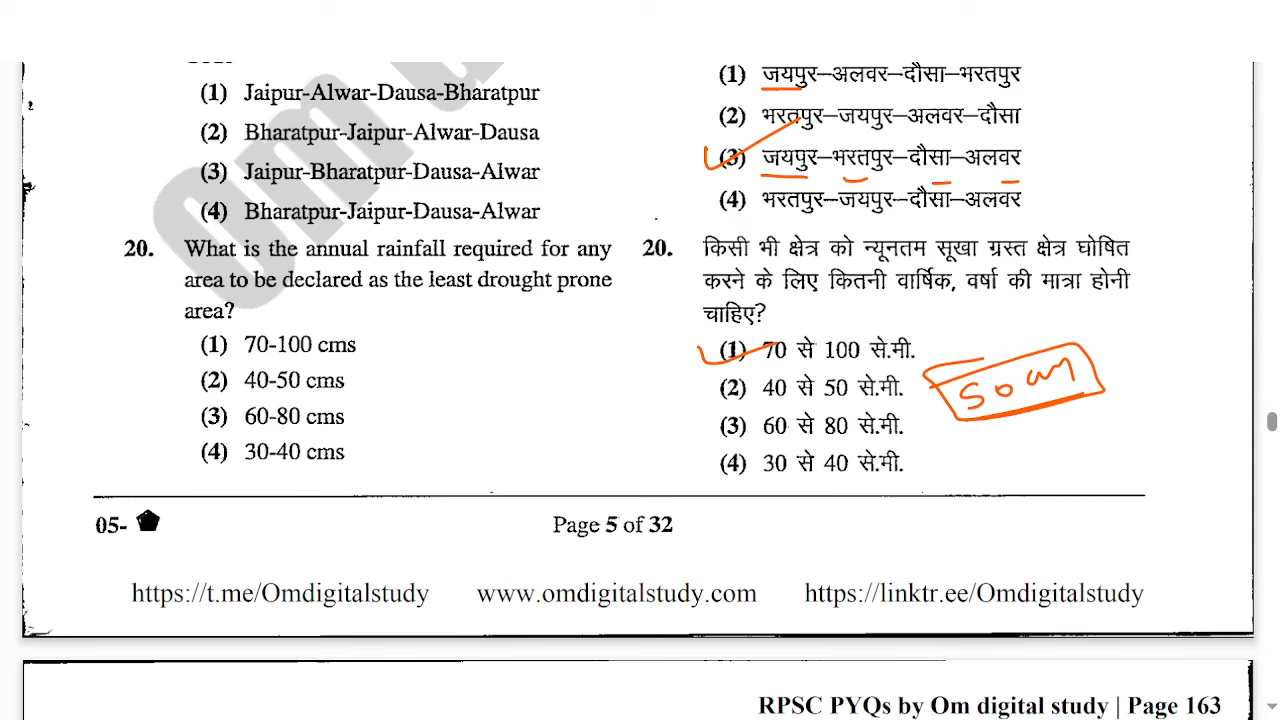 (1) Jaipur-Alwar-Dausa-Bharatpur
(2) Bharatpur-Jaipur-Alwar-Dausa
(3) Jaipur-Bharatpur-Dausa-Alwar
(4) Bharatpur-Jaipur-Dausa-Alwar
20. What is the annual rainfall required for any
area to be declared as the least drought prone
area?
(1) 70-100 cms
(2) 40-50 cms
(3) 60-80 cms
(4) 30-40 cms
(1) जयपुर–अलवर–दौसा–भरतपुर
(2) भरतपुर–जयपुर–अलवर–दौसा
(3) जयपुर–भरतपुर–दौसा–अलवर
(4) भरतपुर–जयपुर–दौसा–अलवर
20. किसी भी क्षेत्र को न्यूनतम सूखा ग्रस्त क्षेत्र घोषित
करने के लिए कितनी वार्षिक, वर्षा की मात्रा होनी
चाहिए?
(1) 70 से 100 से.मी.
(2) 40 से 50 से.मी.
(3) 60 से 80 से.मी.
(4) 30 से 40 से.मी.
50 cm
05-
Page 5 of 32
https://t.me/Omdigitalstudy www.omdigitalstudy.com https://linktr.ee/Omdigitalstudy
RPSC PYQs by Om digital study | Page 163